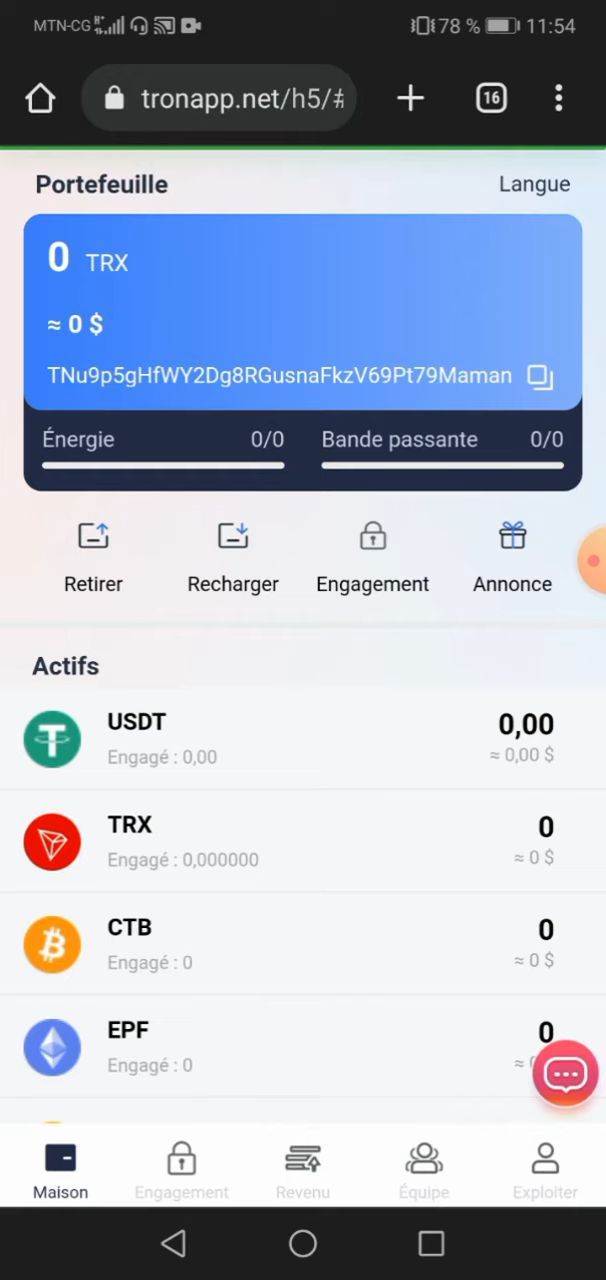 MTN-CG 78 % 11:54
tronapp.net/h5/# 16
Portefeuille Langue
0 TRX
≈ 0 $
TNu9p5gHfWY2Dg8RGusnaFkzV69Pt79Maman
Énergie 0/0 Bande passante 0/0
Retirer Recharger Engagement Annonce
Actifs
USDT 0,00
Engagé : 0,00 ≈ 0,00 $
TRX 0
Engagé : 0,000000 ≈ 0 $
CTB 0
Engagé : 0 ≈ 0 $
EPF 0
Engagé : 0 ≈
Maison Engagement Revenu Équipe Exploiter